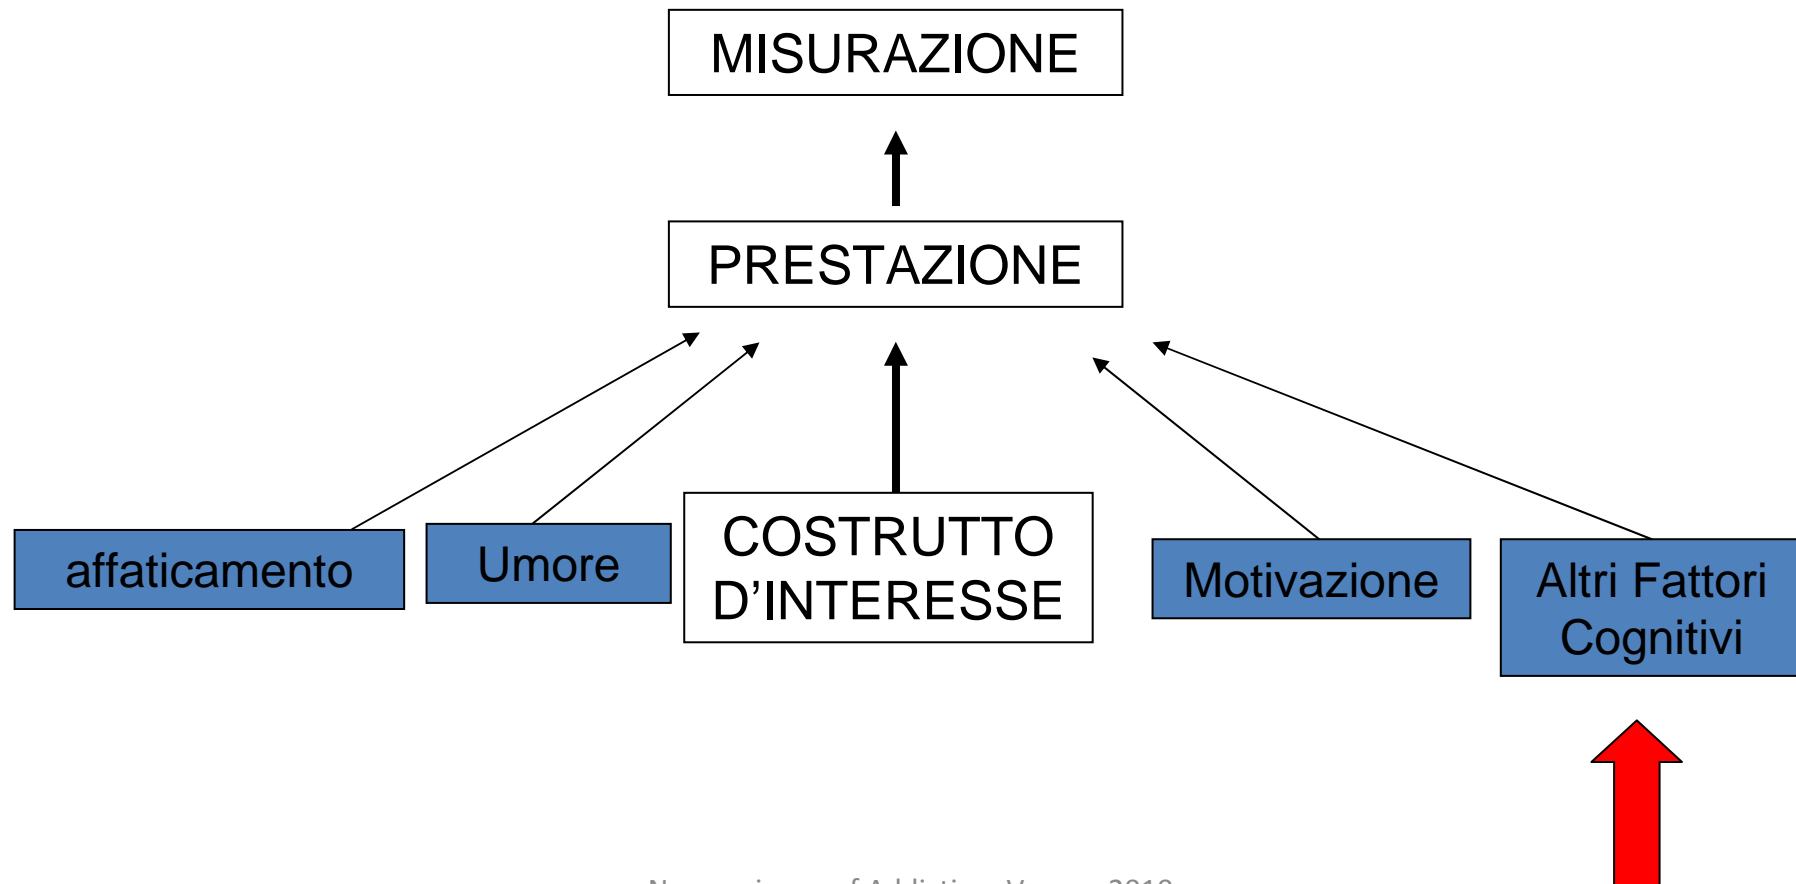 MISURAZIONE
PRESTAZIONE
affaticamento
Umore
COSTRUTTO
D’INTERESSE
Motivazione
Altri Fattori
Cognitivi